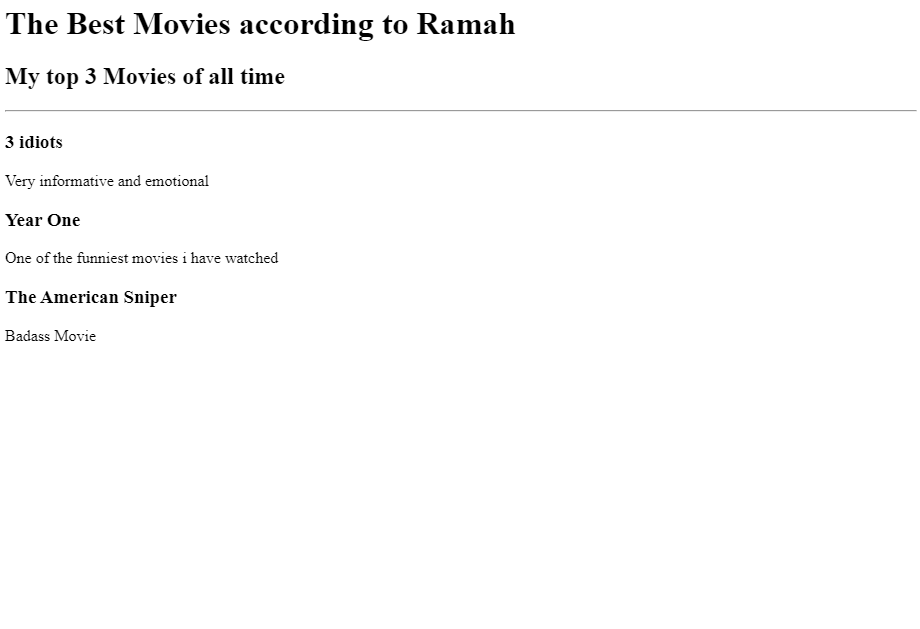 The Best Movies according to Ramah
My top 3 Movies of all time
3 idiots
Very informative and emotional
Year One
One of the funniest movies i have watched
The American Sniper
Badass Movie